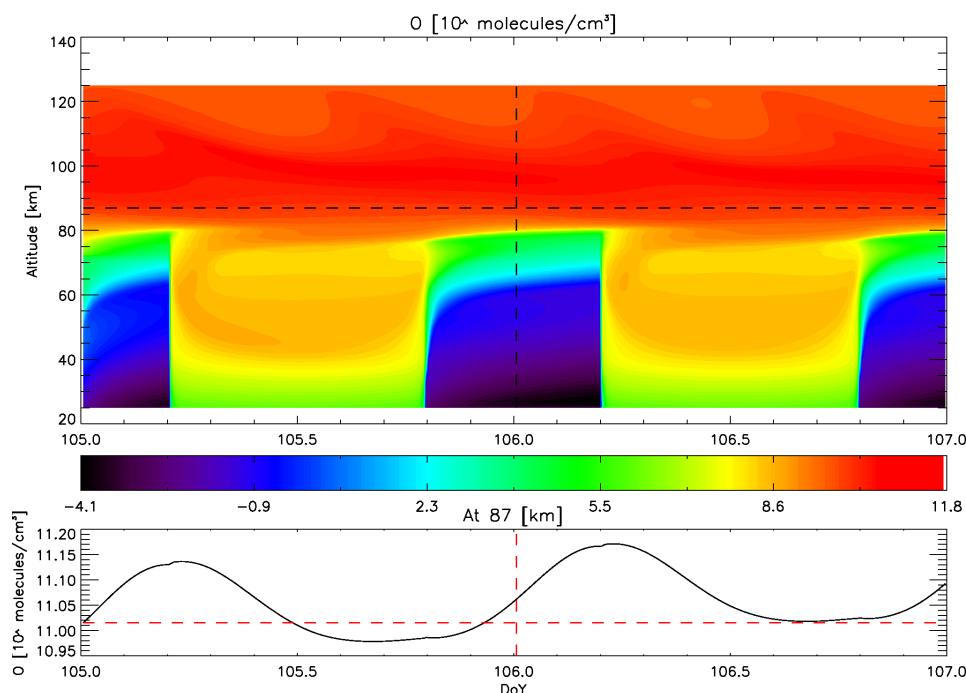 O [10^ molecules/cm³]
140
120
100
80
60
40
20
Altitude [km]
105.0 105.5 106.0 106.5 107.0
−4.1 −0.9 2.3 5.5 8.6 11.8
At 87 [km]
11.20
11.15
11.10
11.05
11.00
10.95
O [10^ molecules/cm³]
105.0 105.5 106.0 106.5 107.0
DoY